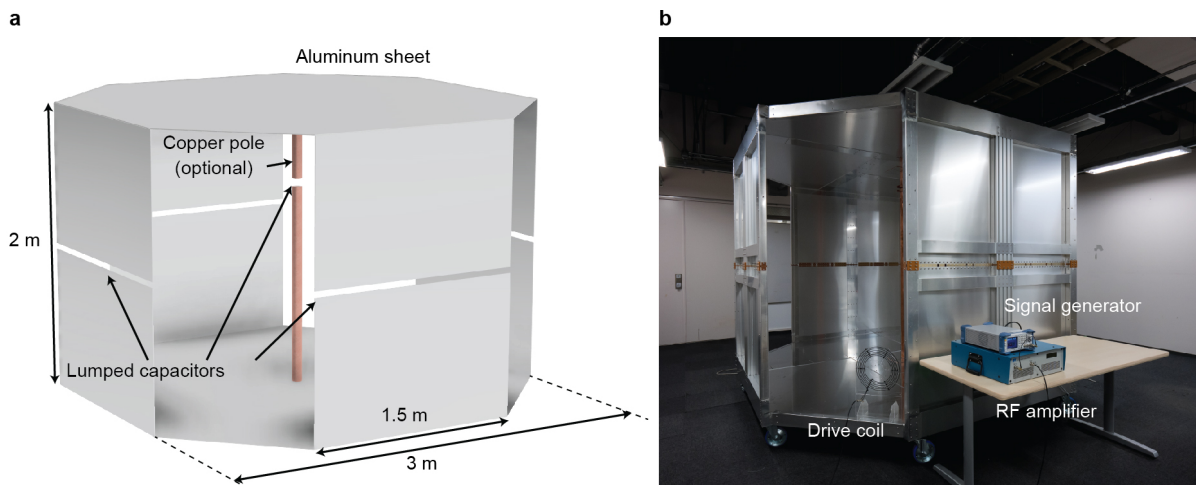 a
Aluminum sheet
Copper pole
(optional)
2 m
Lumped capacitors
1.5 m
3 m
b
Signal generator
RF amplifier
Drive coil